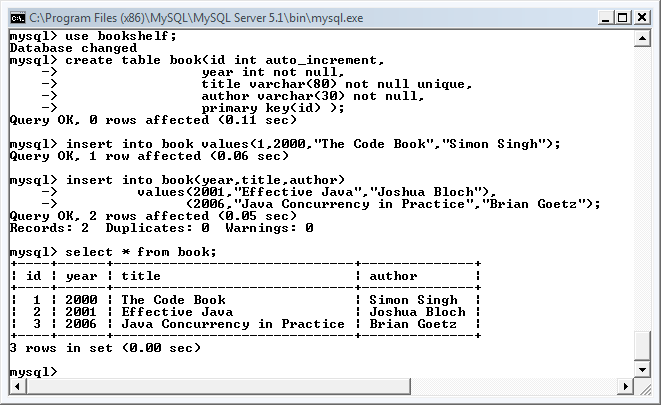 C:\Program Files (x86)\MySQL\MySQL Server 5.1\bin\mysql.exe
mysql> use bookshelf;
Database changed
mysql> create table book(id int auto_increment,
    ->                  year int not null,
    ->                  title varchar(80) not null unique,
    ->                  author varchar(30) not null,
    ->                  primary key(id) );
Query OK, 0 rows affected (0.11 sec)

mysql> insert into book values(1,2000,"The Code Book","Simon Singh");
Query OK, 1 row affected (0.06 sec)

mysql> insert into book(year,title,author)
    ->          values(2001,"Effective Java","Joshua Bloch"),
    ->                (2006,"Java Concurrency in Practice","Brian Goetz");
Query OK, 2 rows affected (0.05 sec)
Records: 2  Duplicates: 0  Warnings: 0

mysql> select * from book;
+----+------+------------------------------+--------------+
| id | year | title                        | author       |
+----+------+------------------------------+--------------+
|  1 | 2000 | The Code Book                | Simon Singh  |
|  2 | 2001 | Effective Java               | Joshua Bloch |
|  3 | 2006 | Java Concurrency in Practice | Brian Goetz  |
+----+------+------------------------------+--------------+
3 rows in set (0.00 sec)

mysql>